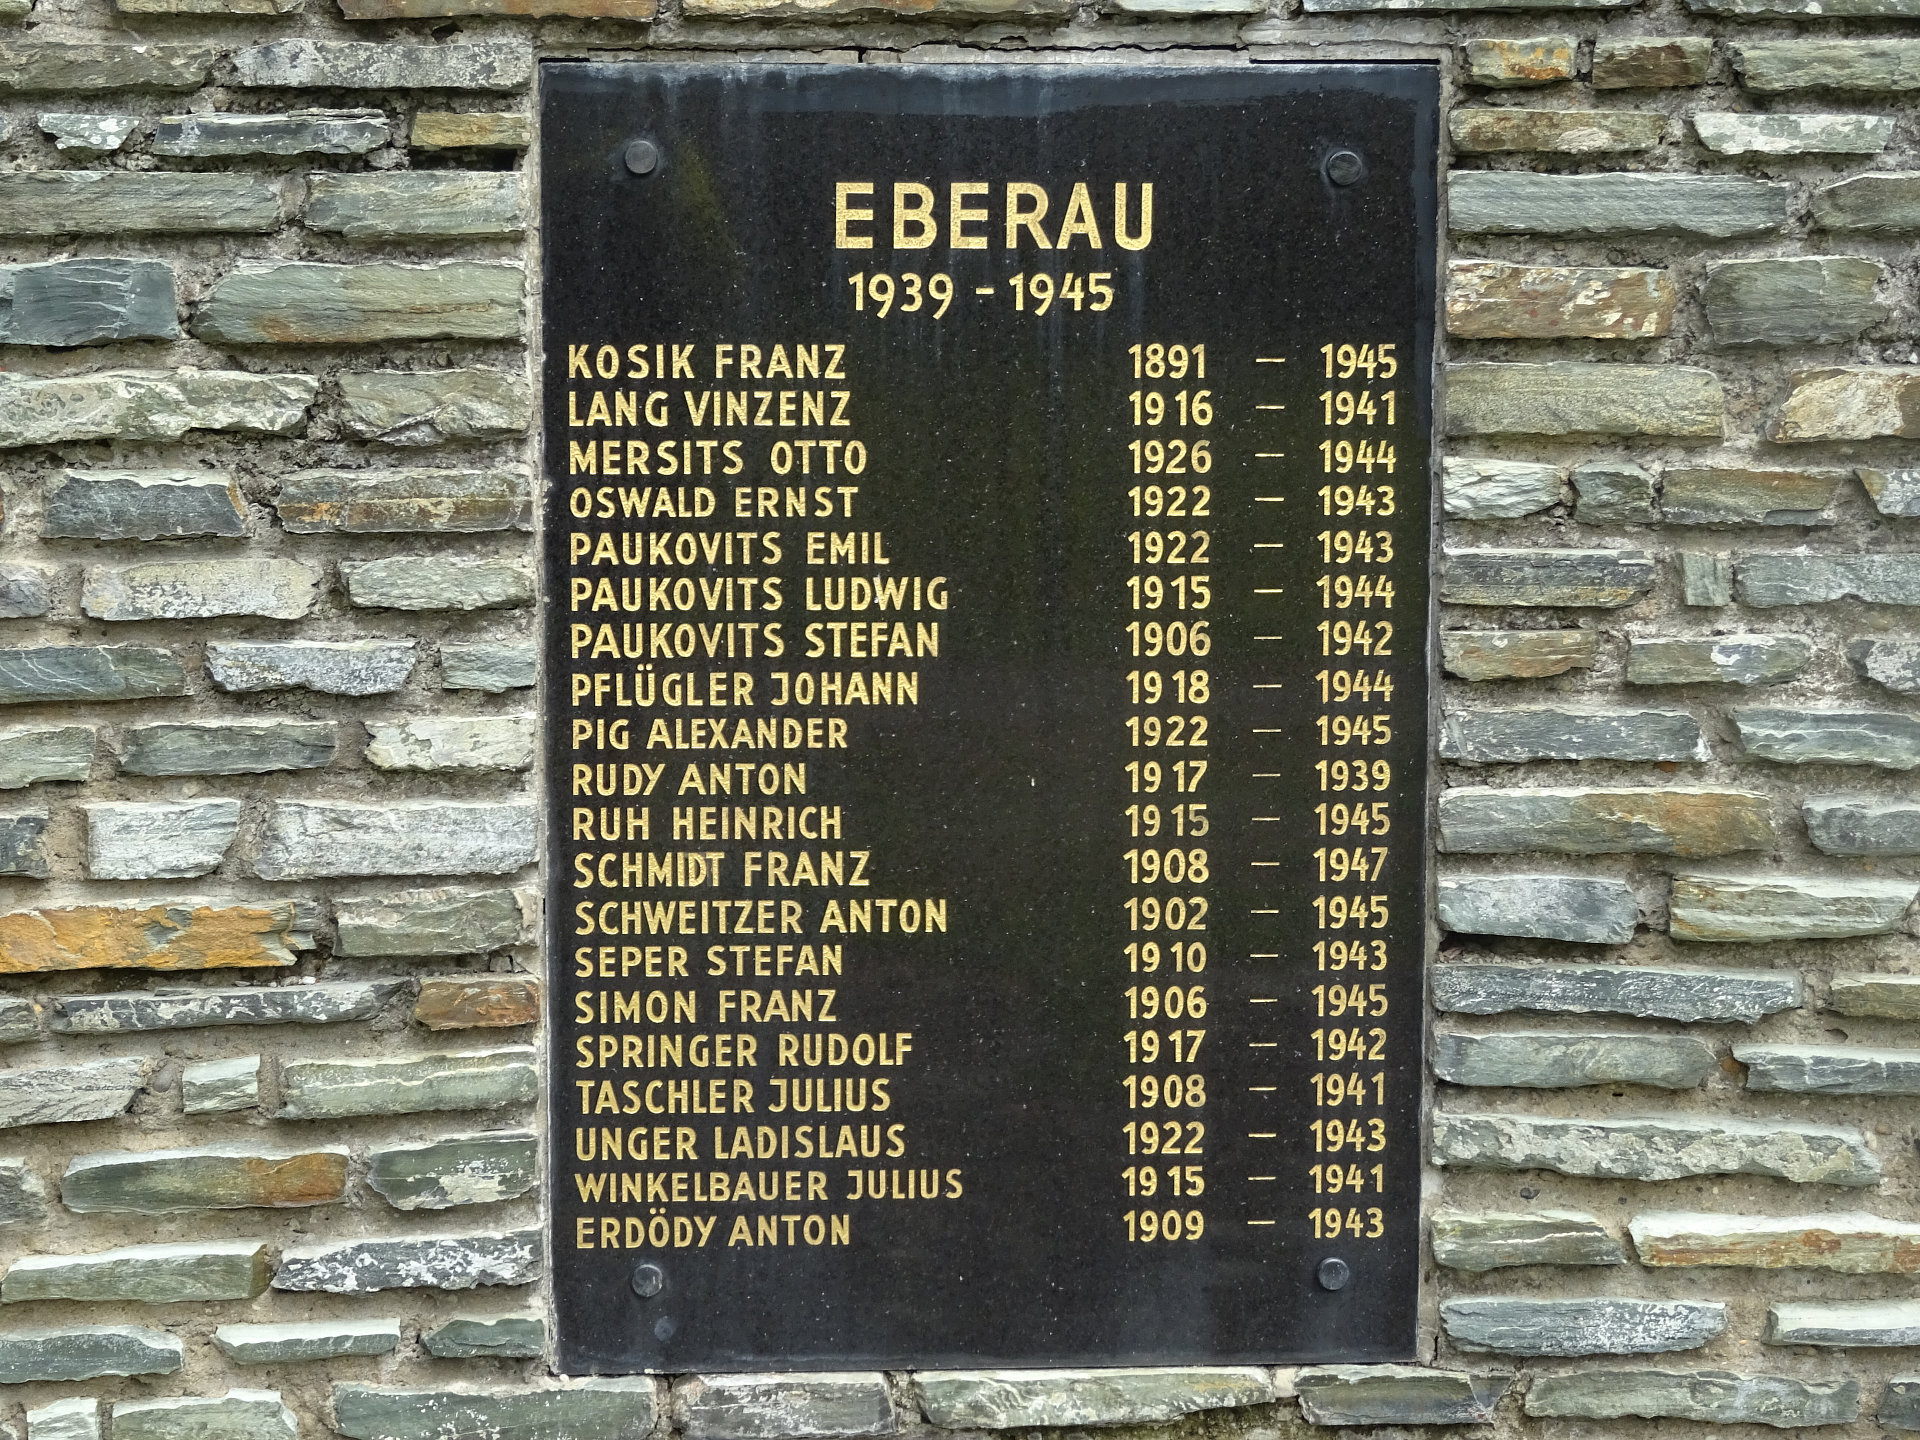 EBERAU
1939 - 1945
KOSIK FRANZ 1891 — 1945
LANG VINZENZ 1916 — 1941
MERSITS OTTO 1926 — 1944
OSWALD ERNST 1922 — 1943
PAUKOVITS EMIL 1922 — 1943
PAUKOVITS LUDWIG 1915 — 1944
PAUKOVITS STEFAN 1906 — 1942
PFLÜGLER JOHANN 1918 — 1944
PIG ALEXANDER 1922 — 1945
RUDY ANTON 1917 — 1939
RUH HEINRICH 1915 — 1945
SCHMIDT FRANZ 1908 — 1947
SCHWEITZER ANTON 1902 — 1945
SEPER STEFAN 1910 — 1943
SIMON FRANZ 1906 — 1945
SPRINGER RUDOLF 1917 — 1942
TASCHLER JULIUS 1908 — 1941
UNGER LADISLAUS 1922 — 1943
WINKELBAUER JULIUS 1915 — 1941
ERDÖDY ANTON 1909 — 1943